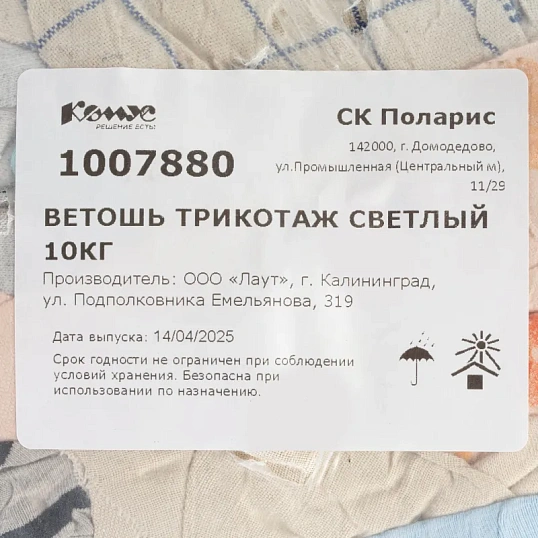 Комус
РЕШЕНИЕ ЕСТЬ!
СК Поларис
1007880
142000, г. Домодедово,
ул.Промышленная (Центральный м),
11/29
ВЕТОШЬ ТРИКОТАЖ СВЕТЛЫЙ
10КГ
Производитель: ООО «Лаут», г. Калининград,
ул. Подполковника Емельянова, 319
Дата выпуска: 14/04/2025
Срок годности не ограничен при соблюдении
условий хранения. Безопасна при
использовании по назначению.